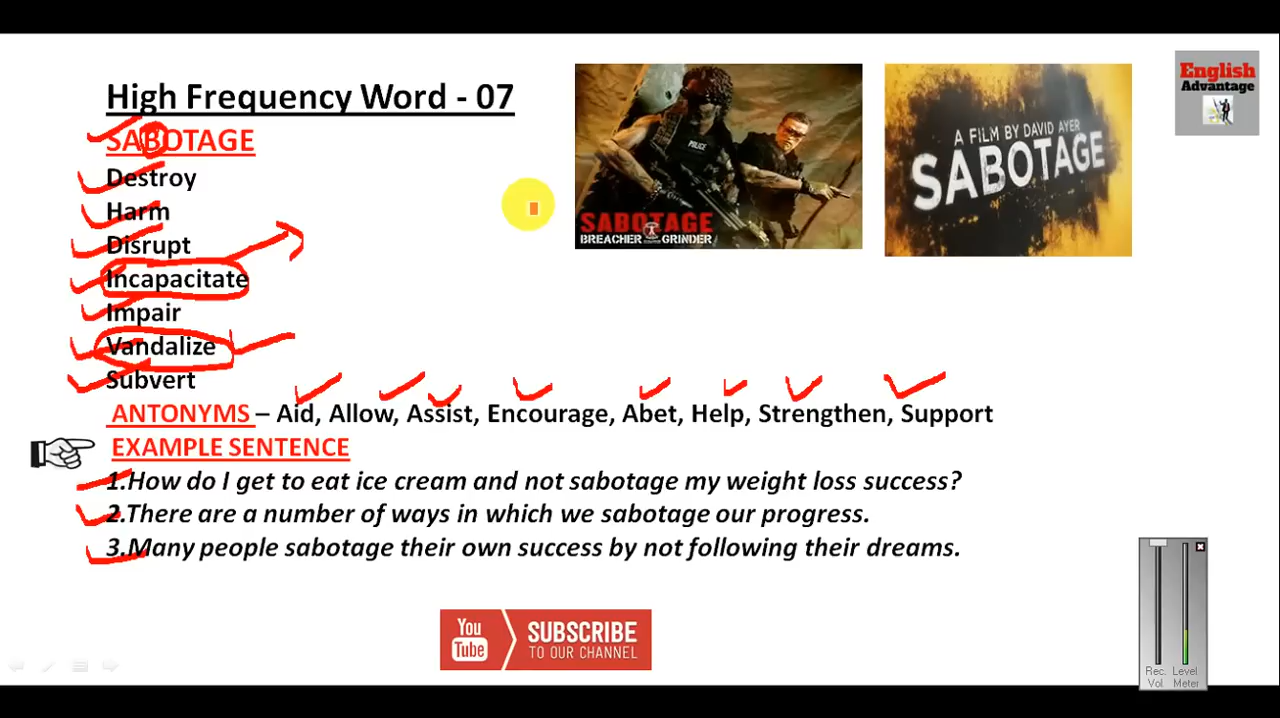 High Frequency Word - 07
SABOTAGE
Destroy
Harm
Disrupt
Incapacitate
Impair
Vandalize
Subvert
ANTONYMS – Aid, Allow, Assist, Encourage, Abet, Help, Strengthen, Support
EXAMPLE SENTENCE
1.How do I get to eat ice cream and not sabotage my weight loss success?
2.There are a number of ways in which we sabotage our progress.
3.Many people sabotage their own success by not following their dreams.
POLICE
SABOTAGE
BREACHER GRINDER
A FILM BY DAVID AYER
SABOTAGE
English
Advantage
You
Tube
SUBSCRIBE
TO OUR CHANNEL
Rec. Level
Vol Meter